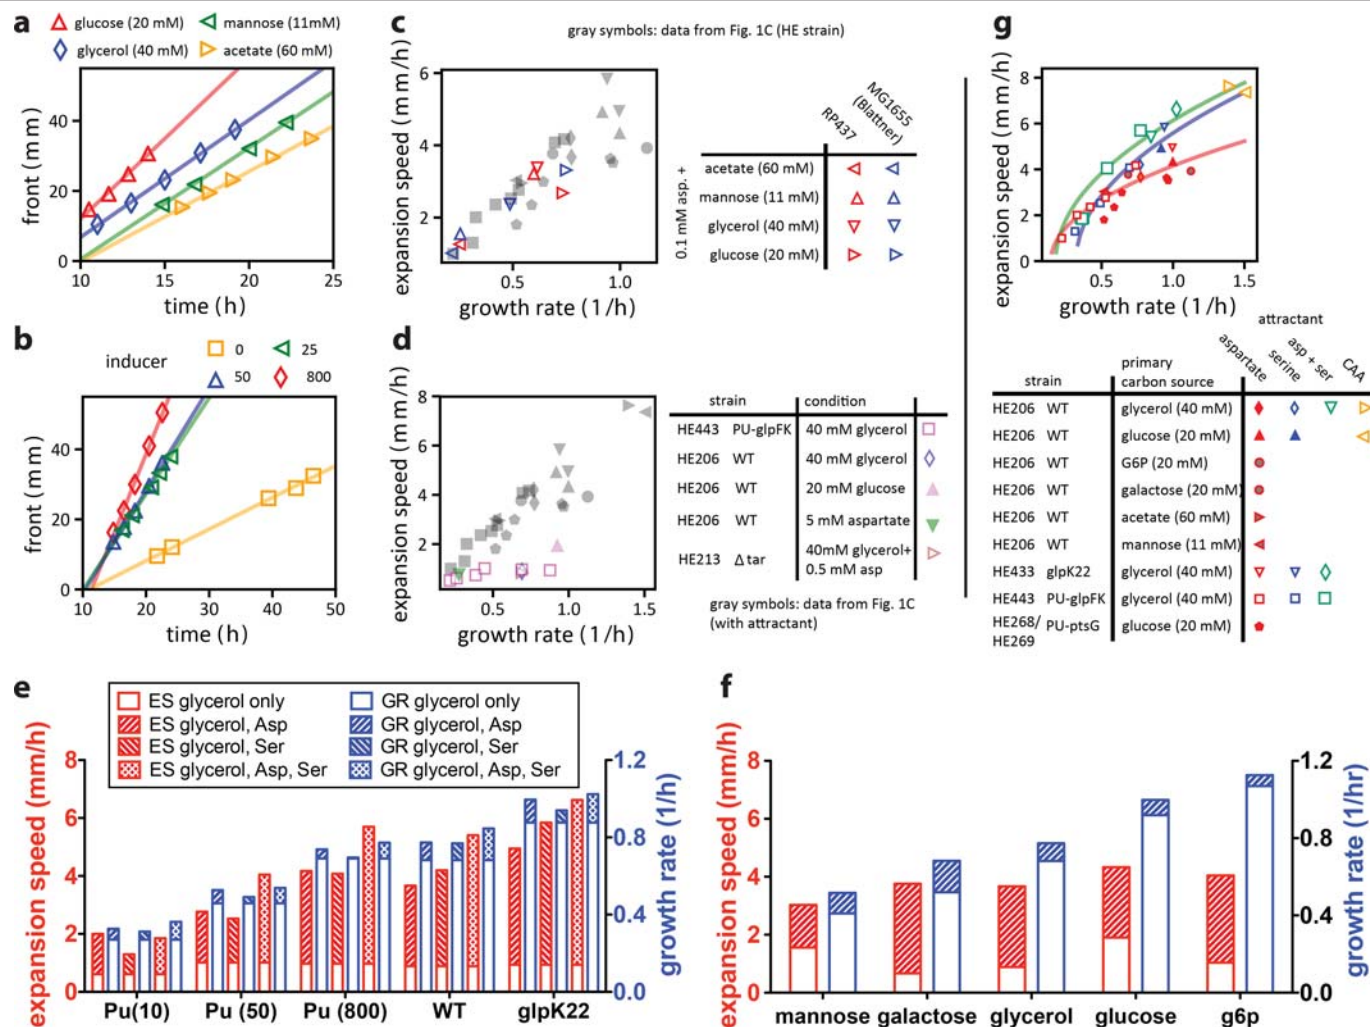 a
glucose (20 mM)
mannose (11mM)
glycerol (40 mM)
acetate (60 mM)
front (mm)
40
20
0
10
15
20
25
time (h)
b
inducer
0
25
50
800
front (mm)
40
20
0
10
20
30
40
50
time (h)
c
gray symbols: data from Fig. 1C (HE strain)
expansion speed (mm/h)
6
4
2
0.5
1.0
growth rate (1/h)
RP437
MG1655
(Blattner)
0.1 mM asp. +
acetate (60 mM)
mannose (11 mM)
glycerol (40 mM)
glucose (20 mM)
d
expansion speed (mm/h)
8
6
4
2
0.5
1.0
1.5
growth rate (1/h)
strain
condition
HE443 PU-glpFK 40 mM glycerol
HE206 WT 40 mM glycerol
HE206 WT 20 mM glucose
HE206 WT 5 mM aspartate
HE213 Δ tar 40mM glycerol+
0.5 mM asp
gray symbols: data from Fig. 1C
(with attractant)
g
expansion speed (mm/h)
8
6
4
2
0
0.5
1.0
1.5
growth rate (1/h)
attractant
aspartate
serine
asp + ser
CAA
strain
primary
carbon source
HE206 WT glycerol (40 mM)
HE206 WT glucose (20 mM)
HE206 WT G6P (20 mM)
HE206 WT galactose (20 mM)
HE206 WT acetate (60 mM)
HE206 WT mannose (11 mM)
HE433 glpK22 glycerol (40 mM)
HE443 PU-glpFK glycerol (40 mM)
HE268/
HE269 PU-ptsG glucose (20 mM)
e
ES glycerol only
GR glycerol only
ES glycerol, Asp
GR glycerol, Asp
ES glycerol, Ser
GR glycerol, Ser
ES glycerol, Asp, Ser
GR glycerol, Asp, Ser
expansion speed (mm/h)
8
6
4
2
0
1.2
0.8
0.4
0.0
growth rate (1/h)
Pu(10)
Pu (50)
Pu (800)
WT
glpK22
f
expansion speed (mm/h)
8
6
4
2
0
1.2
0.8
0.4
0.0
growth rate (1/hr)
mannose
galactose
glycerol
glucose
g6p